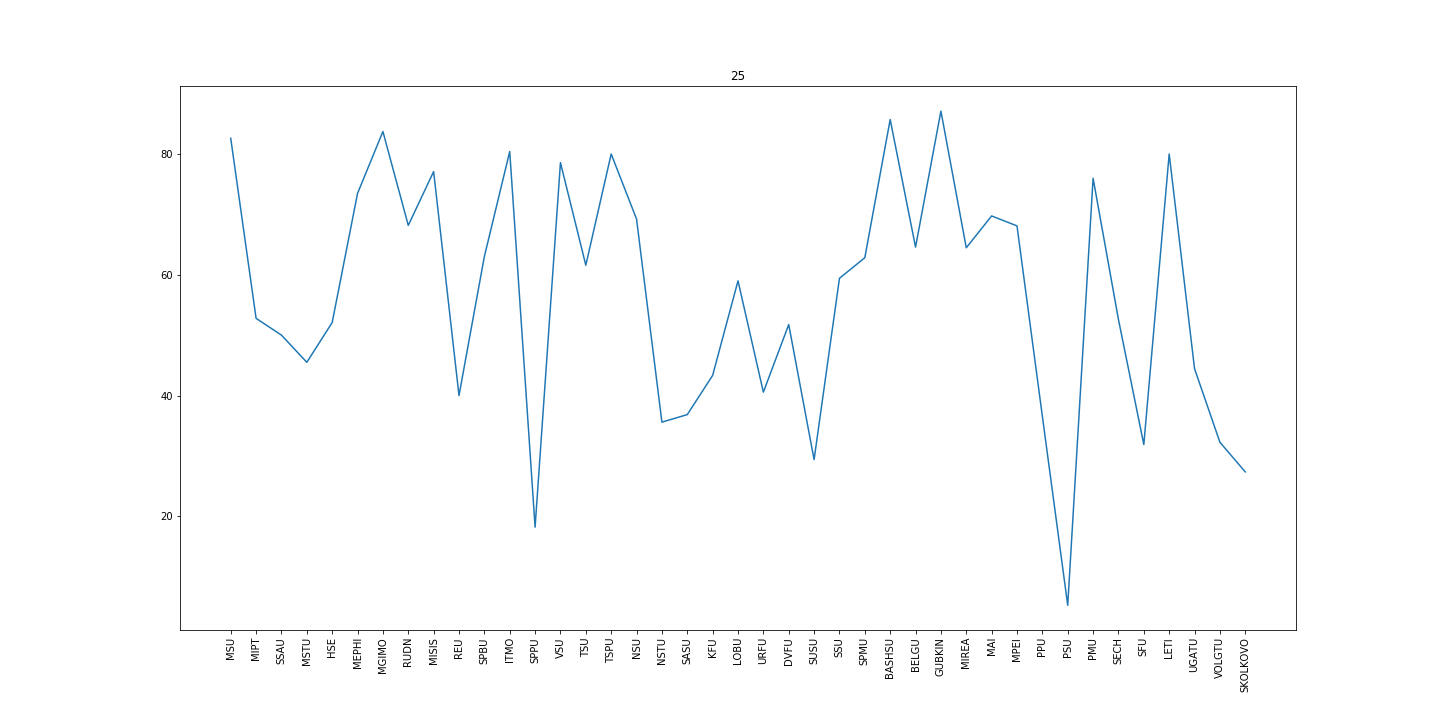 25
80
60
40
20
MSU
MIPT
SSAU
MSTU
HSE
MEPHI
MGIMO
RUDN
MISIS
REU
SPBU
ITMO
SPPU
VSU
TSU
TSPU
NSU
NSTU
SASU
KFU
LOBU
URFU
DVFU
SUSU
SSU
SPMU
BASHSU
BELGU
GUBKIN
MIREA
MAI
MPEI
PPU
PSU
PMU
SECH
SFU
LETI
UGATU
VOLGTU
SKOLKOVO